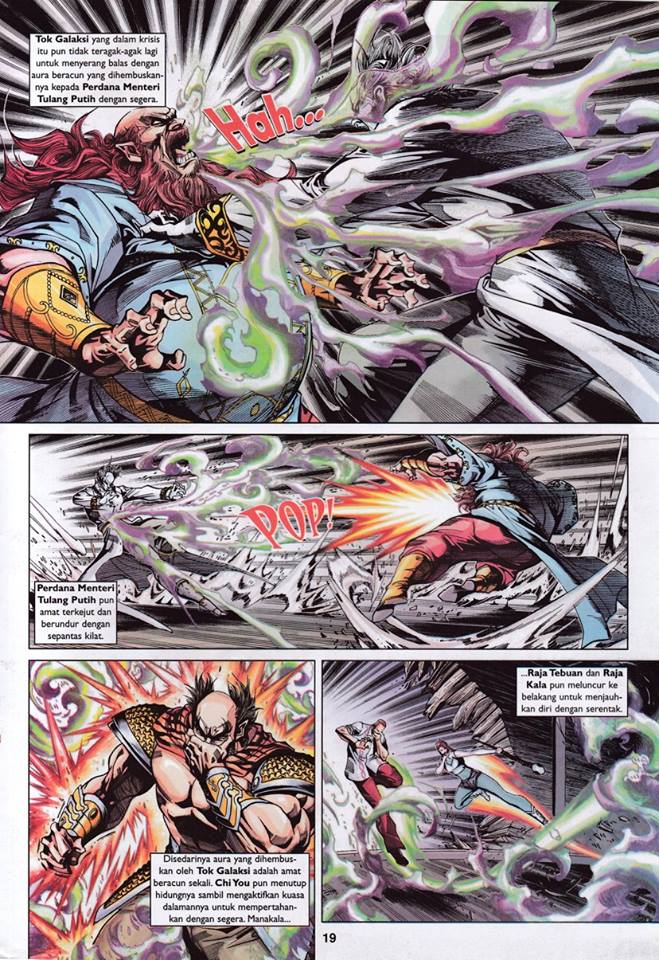 Tok Galaksi yang dalam krisis
itu pun tidak teragak-agak lagi
untuk menyerang balas dengan
aura beracun yang dihembuskan-
nya kepada Perdana Menteri
Tulang Putih dengan segera.
Hah...
POP!
Perdana Menteri
Tulang Putih pun
amat terkejut dan
berundur dengan
sepantas kilat.
...Raja Tebuan dan Raja
Kala pun meluncur ke
belakang untuk menjauh-
kan diri dengan serentak.
Disedarinya aura yang dihembus-
kan oleh Tok Galaksi adalah amat
beracun sekali. Chi You pun menutup
hidungnya sambil mengaktifkan kuasa
dalamannya untuk mempertahan-
kan dengan segera. Manakala...
19